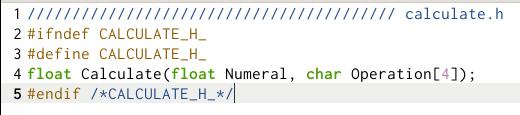 1 ///////////////////////////////////////// calculate.h
2 #ifndef CALCULATE_H_
3 #define CALCULATE_H_
4 float Calculate(float Numeral, char Operation[4]);
5 #endif /*CALCULATE_H_*/